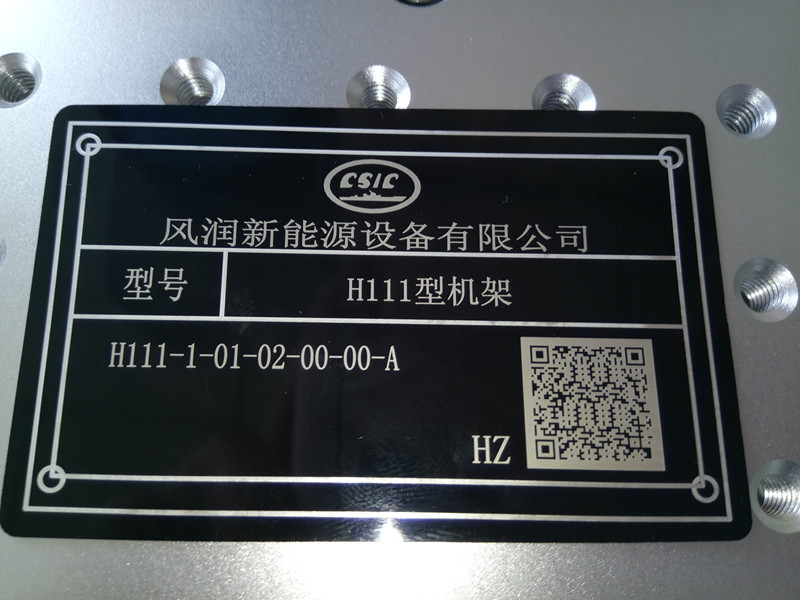 CSIC
风润新能源设备有限公司
型号 H111型机架
H111-1-01-02-00-00-A
HZ